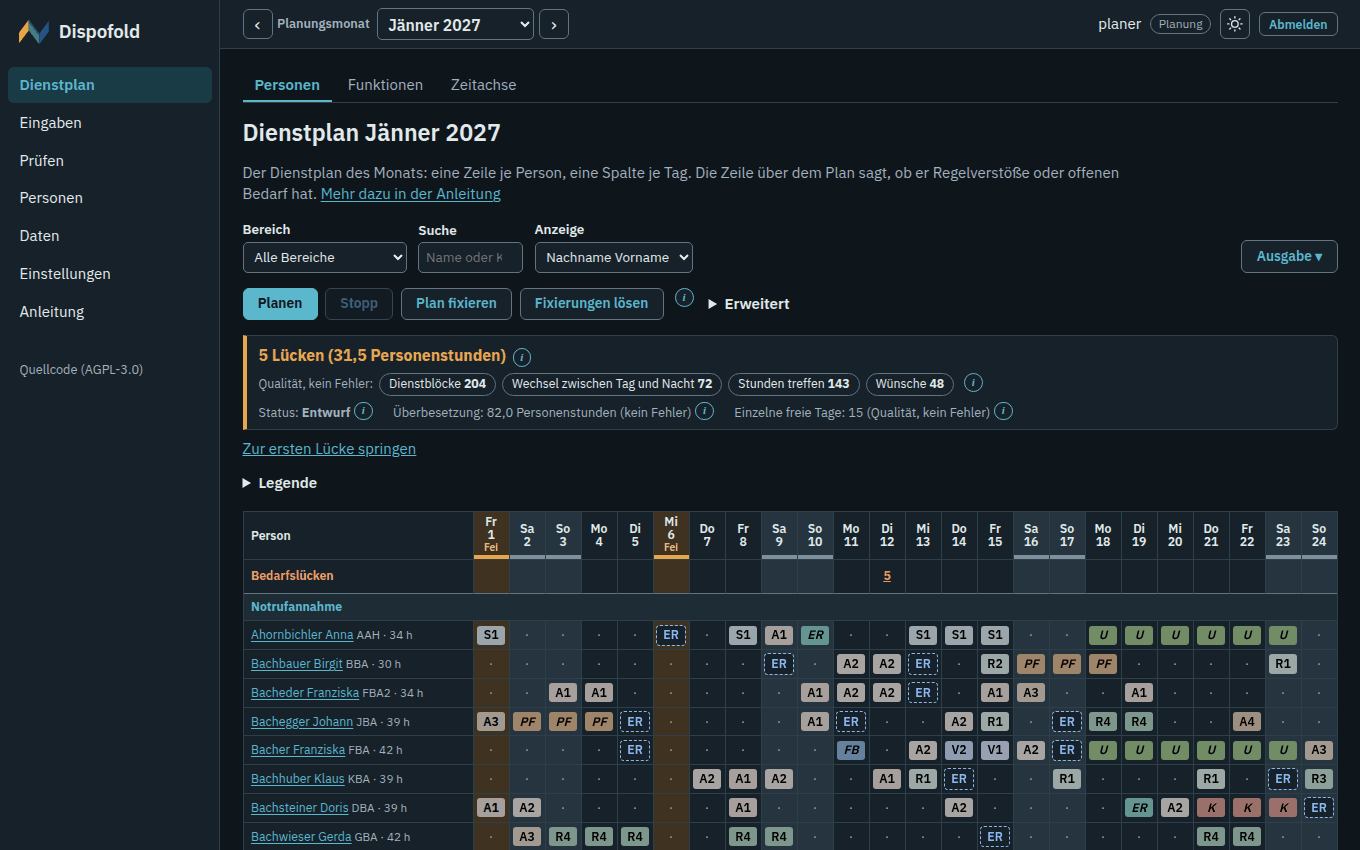 Dispofold
Dienstplan
Eingaben
Prüfen
Personen
Daten
Einstellungen
Anleitung
Quellcode (AGPL-3.0)
‹ Planungsmonat Jänner 2027 ›
planer Planung Abmelden
Personen Funktionen Zeitachse
Dienstplan Jänner 2027
Der Dienstplan des Monats: eine Zeile je Person, eine Spalte je Tag. Die Zeile über dem Plan sagt, ob er Regelverstöße oder offenen
Bedarf hat. Mehr dazu in der Anleitung
Bereich Suche Anzeige
Alle Bereiche Name oder K Nachname Vorname Ausgabe ▾
Planen Stopp Plan fixieren Fixierungen lösen i ▶ Erweitert
5 Lücken (31,5 Personenstunden) i
Qualität, kein Fehler: Dienstblöcke 204 Wechsel zwischen Tag und Nacht 72 Stunden treffen 143 Wünsche 48 i
Status: Entwurf i Überbesetzung: 82,0 Personenstunden (kein Fehler) i Einzelne freie Tage: 15 (Qualität, kein Fehler) i
Zur ersten Lücke springen
▶ Legende
Person Fr 1 Fei Sa 2 So 3 Mo 4 Di 5 Mi 6 Fei Do 7 Fr 8 Sa 9 So 10 Mo 11 Di 12 Mi 13 Do 14 Fr 15 Sa 16 So 17 Mo 18 Di 19 Mi 20 Do 21 Fr 22 Sa 23 So 24
Bedarfslücken 5
Notrufannahme
Ahornbichler Anna AAH · 34 h S1 · · · · ER · S1 A1 ER · · S1 S1 S1 · · U U U U U U ·
Bachbauer Birgit BBA · 30 h · · · · · · · · ER · A2 A2 ER · R2 PF PF PF · · · · R1 ·
Bacheder Franziska FBA2 · 34 h · · A1 A1 · · · · · A1 A2 A2 ER · A1 A3 · · A1 · · · · ·
Bachegger Johann JBA · 39 h A3 PF PF PF ER · · · · A1 ER · · A2 R1 · ER R4 R4 · · A4 · ·
Bacher Franziska FBA · 42 h · · · · ER · · · · · FB · A2 V2 V1 A2 ER U U U U U U A3
Bachhuber Klaus KBA · 39 h · · · · · · A2 A1 A2 · · A1 R1 ER · · R1 · · · R1 · ER R3
Bachsteiner Doris DBA · 39 h A1 A2 · · · · · A1 · · · · · A2 · · · · ER A2 K K K ER
Bachwieser Gerda GBA · 42 h · A3 R4 R4 R4 · · R4 R4 · · · · · ER · · · · · R4 R4 · ·